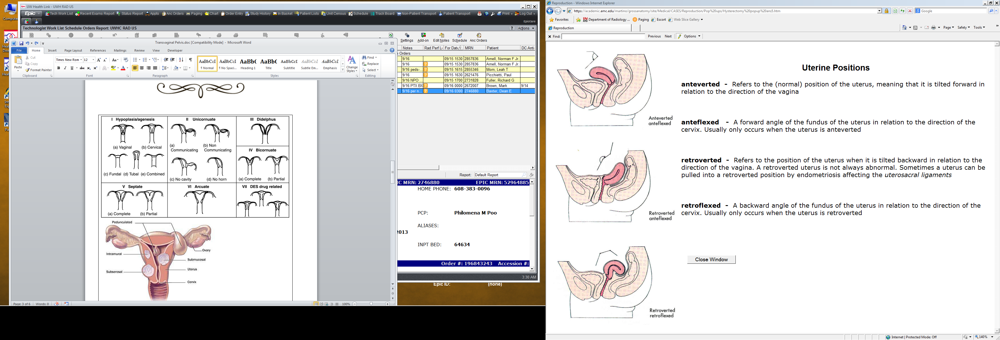 Computer
UW Health Link - UWH RAD US
Epic Tech Work List Recent Exams Report Status Report Appts Anc Orders Paging Chart Order Entry Study History In Basket Patient Lists Unit Census Schedule Track Board Non-Patient Transport Patient Transport Print Log Out
EpicCare
Technologist Work List Schedule Orders Report: UWHC RAD US
? Actions
Settings Add-on Edit Notes Schedule Anc Orders
Notes Rad Perf For Date MRN Patient DC Anti
Orders
9/16 09/15 1530 2857836 Amell, Norman F Jr.
9/16 ? 09/15 1530 2857836 Amell, Norman F Jr.
9/16 peds-... ? 09/15 1615 2855346 Mom, Leah T
9/16 ? 09/15 1630 2621476 Picchietti, Paul
9/16 NPO ... 09/15 1700 2731828 Fuller, Richard G
9/16 PTX BX ? 09/16 0000 2672007 Brown, Mark 9/14
9/16 per n... ? 09/16 0300 2746880 Baxter, Dean E
Report: Default Report
IC MRN: 2746880 EPIC MRN: 52964885
HOME PHONE: 608-383-0096
PCP: Philomena M Poo
ALIASES:
2013
INPT BED: 64634
Order #: 196843243 Accession #:
3:30 AM
Epic ID: (none)
Transvaginal Pelvis.doc [Compatibility Mode] - Microsoft Word
File Home Insert Page Layout References Mailings Review View Developer
Paste
Cut
Copy
Format Painter
Clipboard
Times New Rom 12
Font
Paragraph
AaBbCcI AaBbCcI AaBbC AaBbC AaBbCcI AaBbCcI AaBbCcI
¶ Normal ¶ No Spaci... Heading 1 Title Subtitle Subtle Em... Emphasis
Change Styles
Styles
Find
Replace
Select
Editing
I Hypoplasia/agenesis
(a) Vaginal (b) Cervical
(c) Fundal (d) Tubal (e) Combined
II Unicornuate
(a) Communicating
(b) Non Communicating
(c) No cavity (d) No horn
III Didelphus
IV Bicornuate
(a) Complete (b) Partial
V Septate
(a) Complete (b) Partial
VI Arcuate
VII DES drug related
Pedunculated
Ovary
Intramural
Submucosal
Uterus
Subserosal
Cervix
Page: 3 of 6 Words: 0
100%
Reproduction - Windows Internet Explorer
https://academic.amc.edu/martino/grossanatomy/site/Medical/CASES/Reproduction/Pop%20ups/Hysterectomy%20popup%20ans5.htm
Google
Favorites Department of Radiology ... Paging Escort Web Slice Gallery
Reproduction
Page Safety Tools
Find: Previous Next Options
Uterine Positions
anteverted - Refers to the (normal) position of the uterus, meaning that it is tilted forward in
relation to the direction of the vagina
Anteverted
anteflexed
anteflexed - A forward angle of the fundus of the uterus in relation to the direction of the
cervix. Usually only occurs when the uterus is anteverted
retroverted - Refers to the position of the uterus when it is tilted backward in relation to the
direction of the vagina. A retroverted uterus is not always abnormal. Sometimes a uterus can be
pulled into a retroverted position by endometriosis affecting the uterosacral ligaments
Retroverted
anteflexed
retroflexed - A backward angle of the fundus of the uterus in relation to the direction of the
cervix. Usually only occurs when the uterus is retroverted
Close Window
Retroverted
retroflexed
Internet | Protected Mode: Off
140%